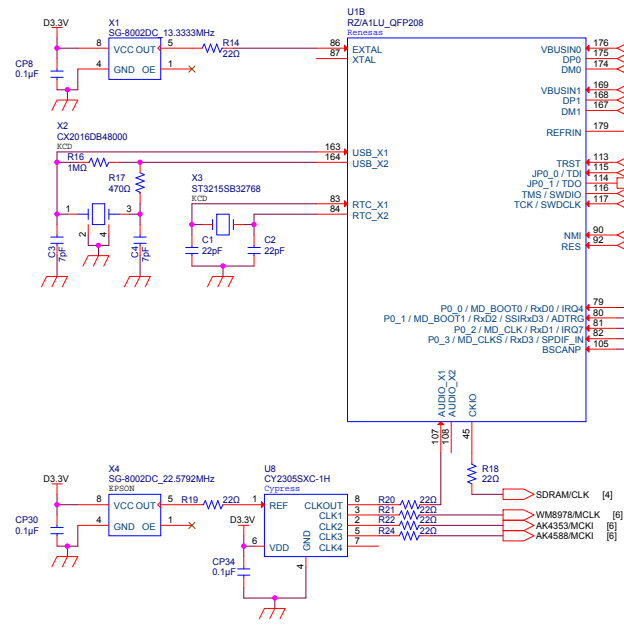 X1
SG-8002DC_13.3333MHz
D3.3V
8 VCC OUT 5
4 GND OE 1
CP8
0.1µF
R14
22Ω
U1B
RZ/A1LU_QFP208
Renesas
86 EXTAL
87 XTAL
VBUSIN0 176
DP0 175
DM0 174
VBUSIN1 169
DP1 168
DM1 167
REFRIN 179
X2
CX2016DB48000
KCD
R16
1MΩ
R17
470Ω
1
3
2
4
C3
7pF
C4
7pF
163 USB_X1
164 USB_X2
X3
ST3215SB32768
KCD
C1
22pF
C2
22pF
83 RTC_X1
84 RTC_X2
TRST 113
JP0_0 / TDI 115
JP0_1 / TDO 114
TMS / SWDIO 116
TCK / SWDCLK 117
NMI 90
RES 92
P0_0 / MD_BOOT0 / RxD0 / IRQ4 79
P0_1 / MD_BOOT1 / RxD2 / SSIRxD3 / ADTRG 80
P0_2 / MD_CLK / RxD1 / IRQ7 81
P0_3 / MD_CLKS / RxD3 / SPDIF_IN 82
BSCANP 105
AUDIO_X1 107
AUDIO_X2 108
CKIO 45
R18
22Ω
SDRAM/CLK [4]
X4
SG-8002DC_22.5792MHz
EPSON
D3.3V
8 VCC OUT 5
4 GND OE 1
CP30
0.1µF
R19 22Ω
U8
CY2305SXC-1H
Cypress
1 REF
D3.3V
6 VDD
GND
4
CP34
0.1µF
CLKOUT 8 R20 22Ω
CLK1 3 R21 22Ω WM8978/MCLK [6]
CLK2 2 R22 22Ω AK4353/MCKI [6]
CLK3 5 R24 22Ω AK4588/MCKI [6]
CLK4 7